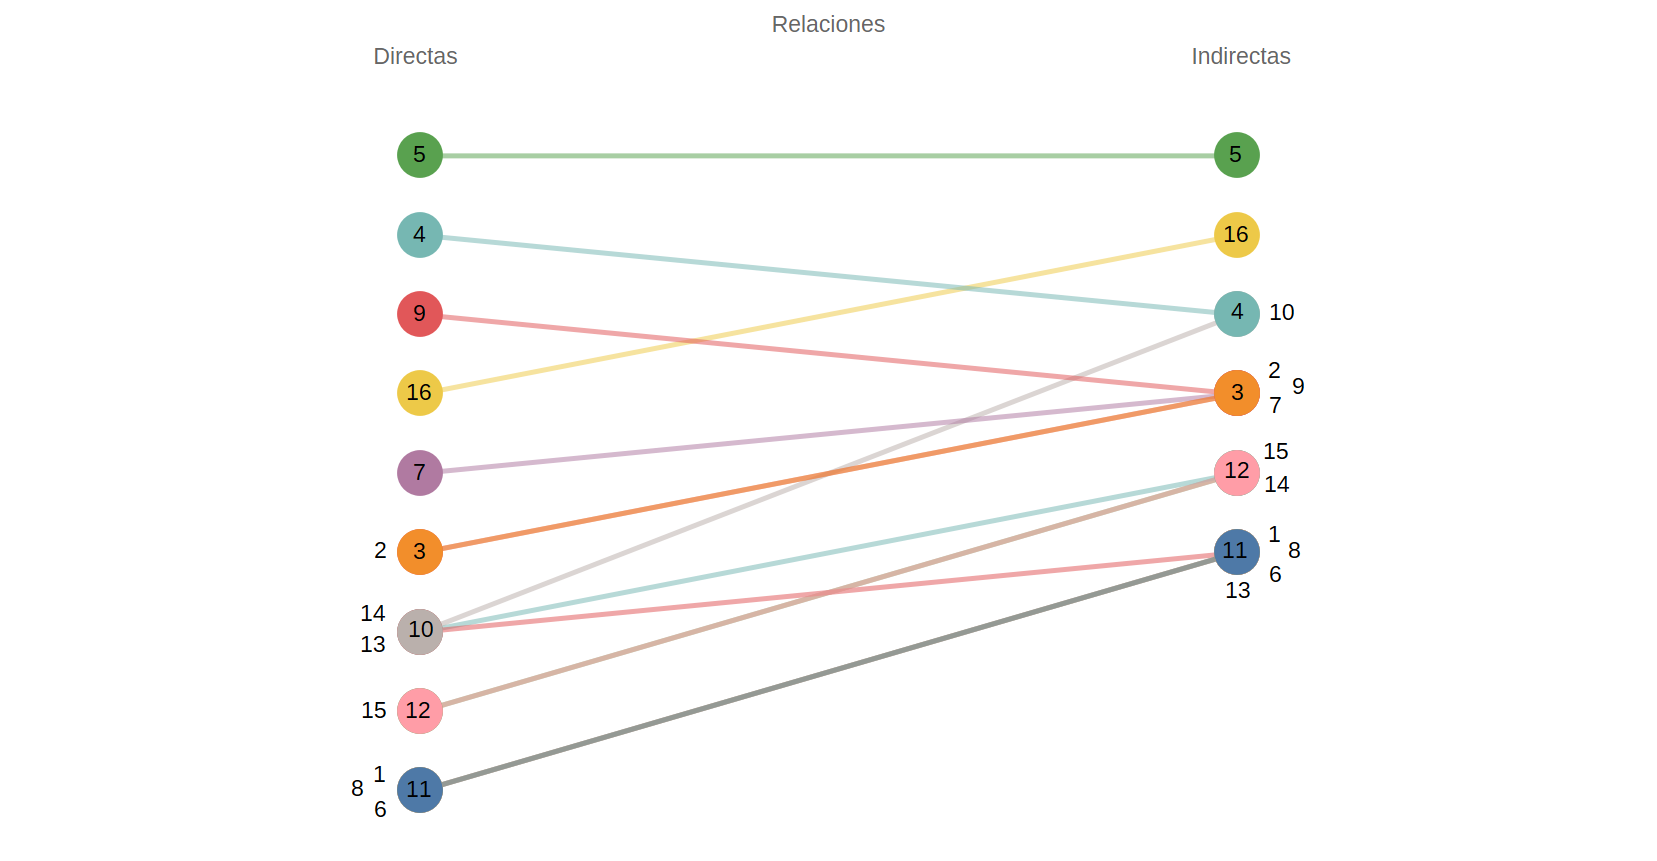 Relaciones
Directas Indirectas
5 5
4 16
9 4 10
16 3 2 9 7
7 12 15 14
2 3 11 1 8 6 13
14 13 10
15 12
8 1 6 11